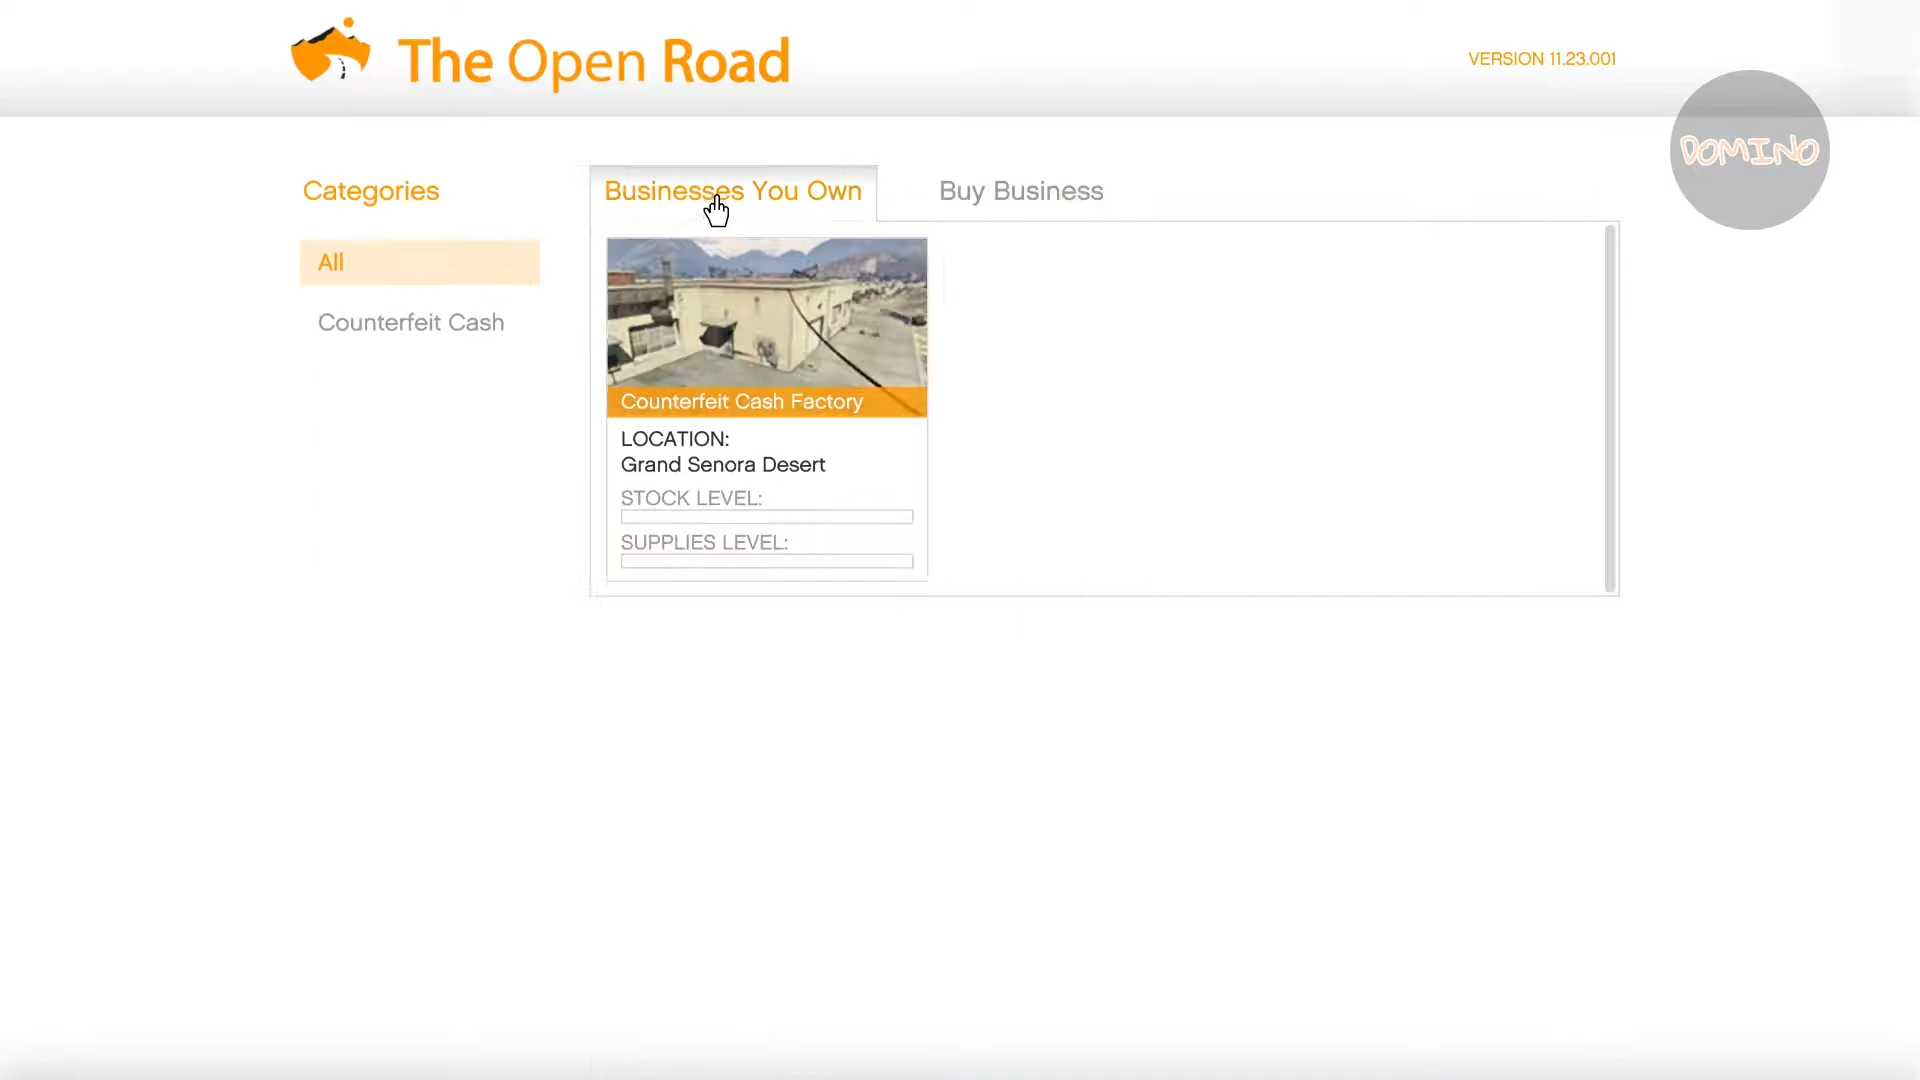 The Open Road
VERSION 11.23.001
DOMINO
Categories
Businesses You Own
Buy Business
All
Counterfeit Cash
Counterfeit Cash Factory
LOCATION:
Grand Senora Desert
STOCK LEVEL:
SUPPLIES LEVEL: